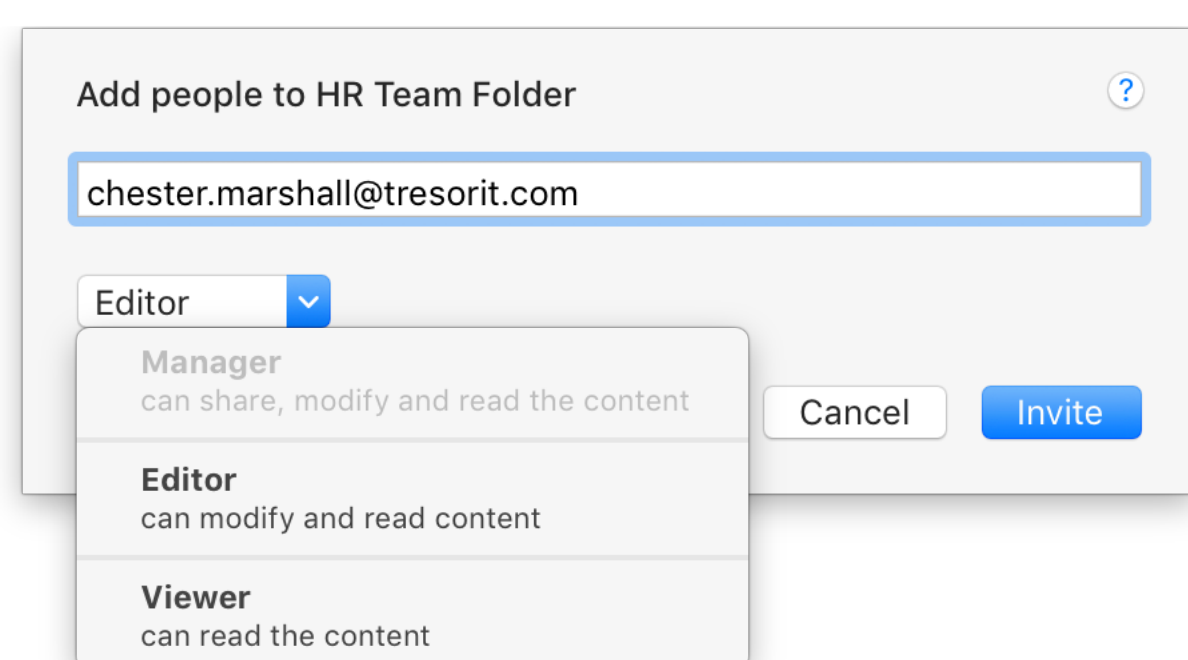 Add people to HR Team Folder
?
chester.marshall@tresorit.com
Editor
Manager
can share, modify and read the content
Cancel
Invite
Editor
can modify and read content
Viewer
can read the content